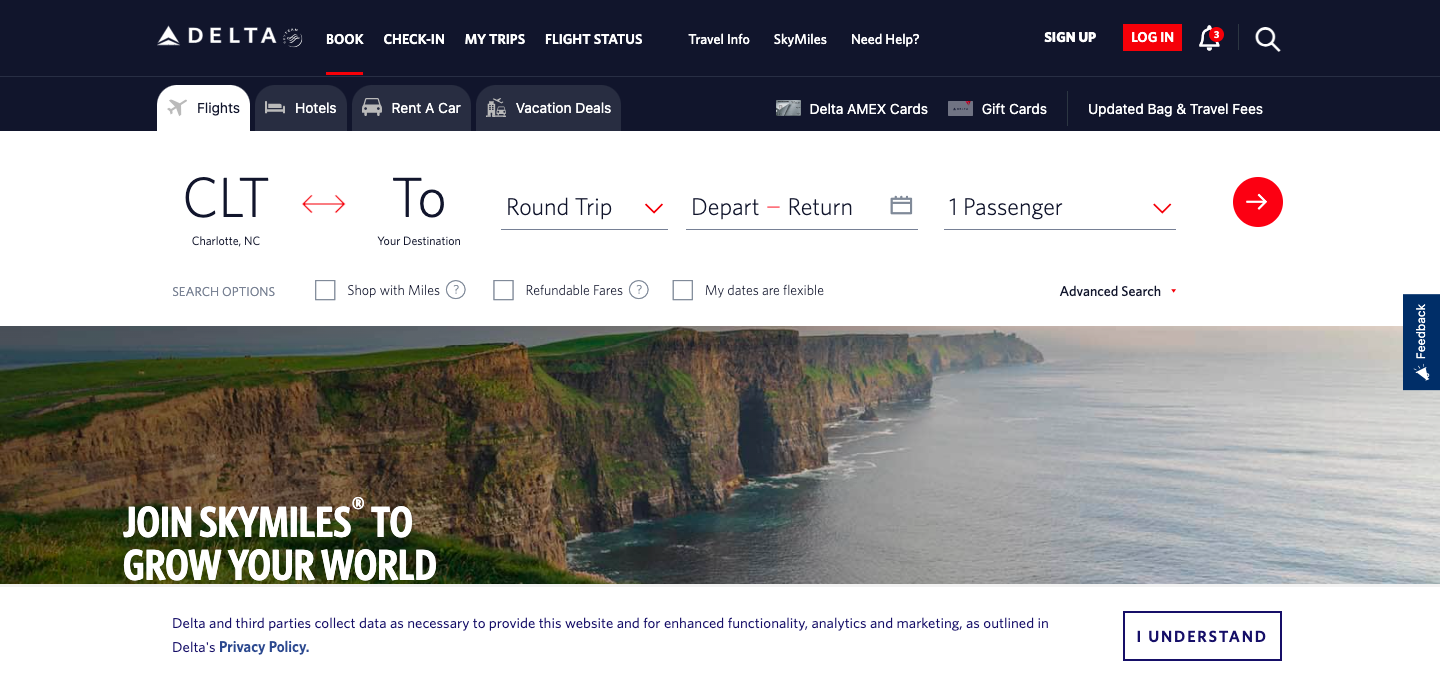 DELTA
BOOK
CHECK-IN
MY TRIPS
FLIGHT STATUS
Travel Info
SkyMiles
Need Help?
SIGN UP
LOG IN
3
Flights
Hotels
Rent A Car
Vacation Deals
Delta AMEX Cards
Gift Cards
Updated Bag & Travel Fees
CLT
Charlotte, NC
To
Your Destination
Round Trip
Depart – Return
1 Passenger
SEARCH OPTIONS
Shop with Miles ?
Refundable Fares ?
My dates are flexible
Advanced Search
Feedback
JOIN SKYMILES® TO
GROW YOUR WORLD
Delta and third parties collect data as necessary to provide this website and for enhanced functionality, analytics and marketing, as outlined in
Delta's Privacy Policy.
I UNDERSTAND